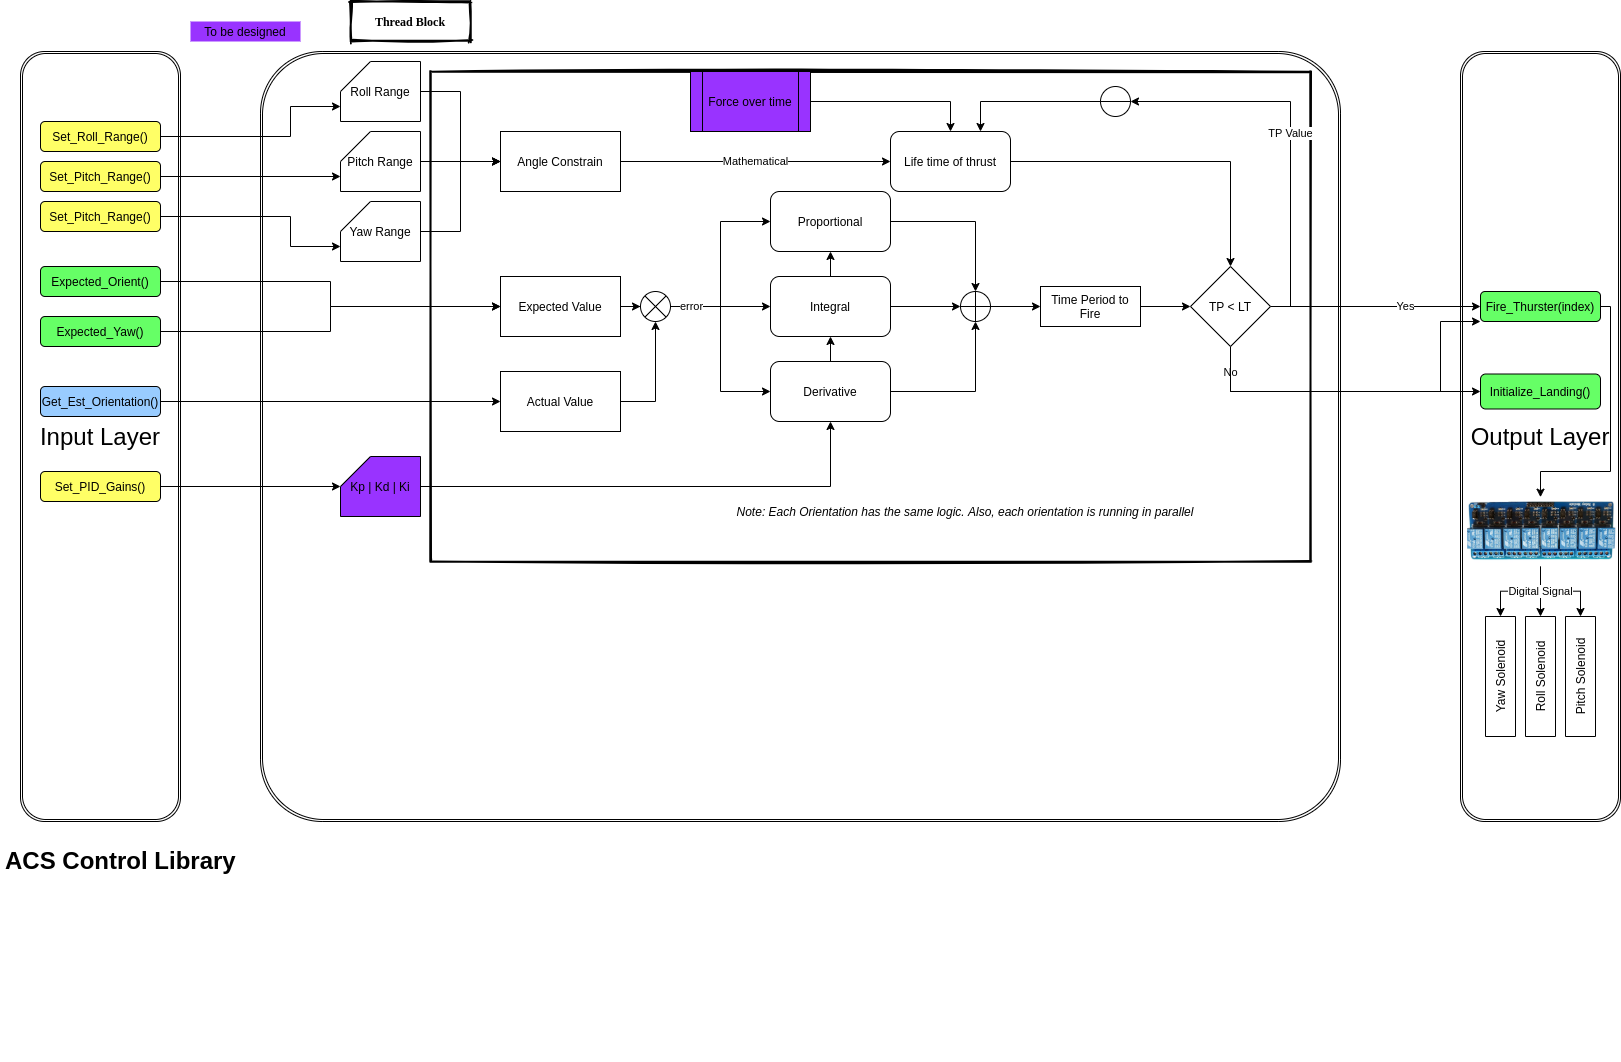 To be designed
Thread Block
Roll Range
Force over time
TP Value
Set_Roll_Range()
Pitch Range
Angle Constrain
Mathematical
Life time of thrust
Set_Pitch_Range()
Set_Pitch_Range()
Yaw Range
Proportional
Expected_Orient()
Expected Value
error
Integral
Time Period to
Fire
TP < LT
Yes
Fire_Thurster(index)
Expected_Yaw()
No
Get_Est_Orientation()
Actual Value
Derivative
Initialize_Landing()
Input Layer
Output Layer
Set_PID_Gains()
Kp | Kd | Ki
Note: Each Orientation has the same logic. Also, each orientation is running in parallel
Digital Signal
Yaw Solenoid
Roll Solenoid
Pitch Solenoid
ACS Control Library